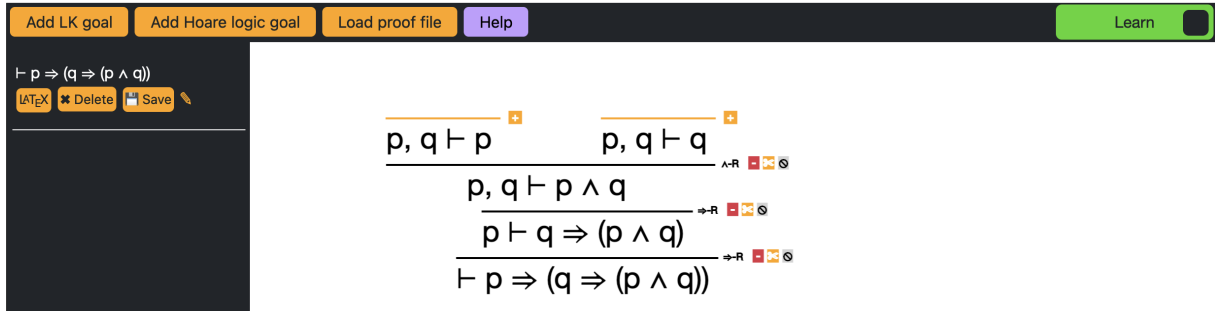 Add LK goal Add Hoare logic goal Load proof file Help Learn
⊢ p ⇒ (q ⇒ (p ∧ q))
LATEX ✖ Delete 💾 Save ✎
+ +
p, q ⊢ p p, q ⊢ q
∧-R -
p, q ⊢ p ∧ q
⇒-R -
p ⊢ q ⇒ (p ∧ q)
⇒-R -
⊢ p ⇒ (q ⇒ (p ∧ q))